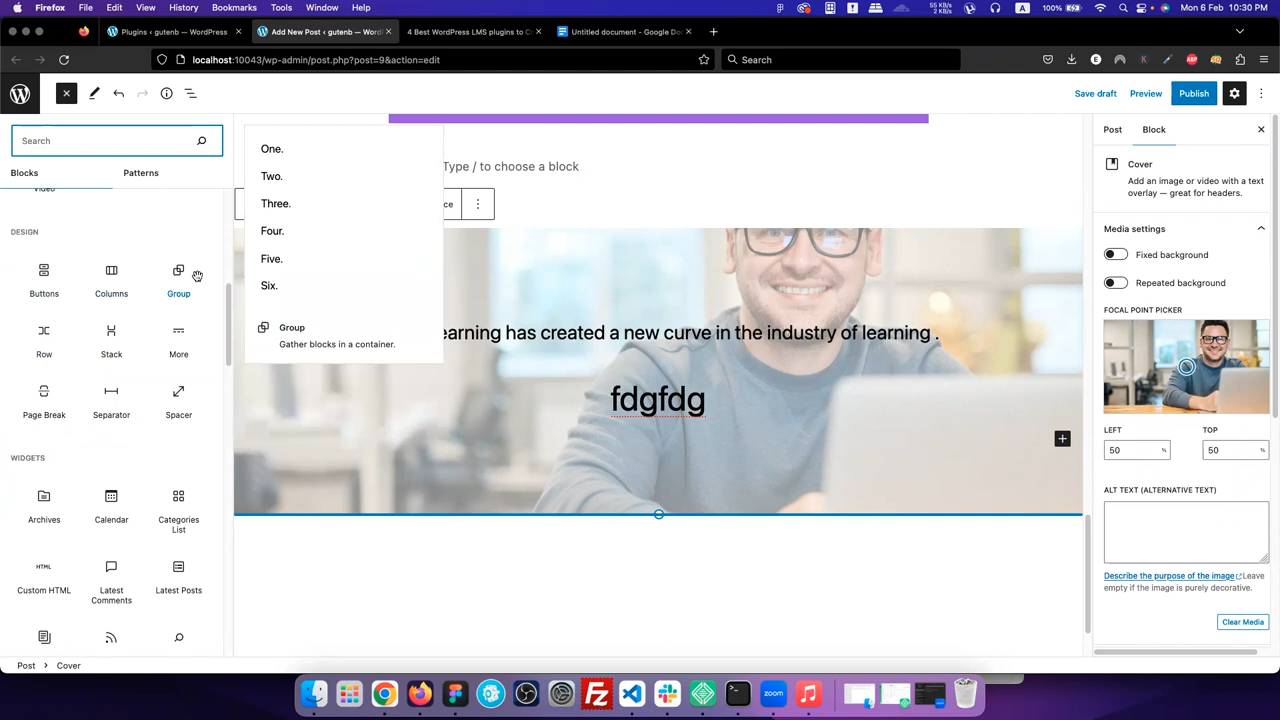 Firefox File Edit View History Bookmarks Tools Window Help
55 KB/s
8 KB/s
A 100% Mon 6 Feb 10:30 PM
Plugins ‹ gutenb — WordPress
Add New Post ‹ gutenb — Word
4 Best WordPress LMS plugins to C
Untitled document - Google Do
localhost:10043/wp-admin/post.php?post=9&action=edit
Search
Save draft Preview Publish
Search
Blocks Patterns
Video
DESIGN
Buttons Columns Group
Row Stack More
Page Break Separator Spacer
WIDGETS
Archives Calendar Categories
List
HTML
Custom HTML Latest Latest Posts
Comments
One.
Two.
Three.
Four.
Five.
Six.
Group
Gather blocks in a container.
Type / to choose a block
ce
earning has created a new curve in the industry of learning .
fdgfdg
Post Block
Cover
Add an image or video with a text
overlay — great for headers.
Media settings
Fixed background
Repeated background
FOCAL POINT PICKER
LEFT TOP
50 % 50 %
ALT TEXT (ALTERNATIVE TEXT)
Describe the purpose of the image Leave
empty if the image is purely decorative.
Clear Media
Post › Cover
zoom